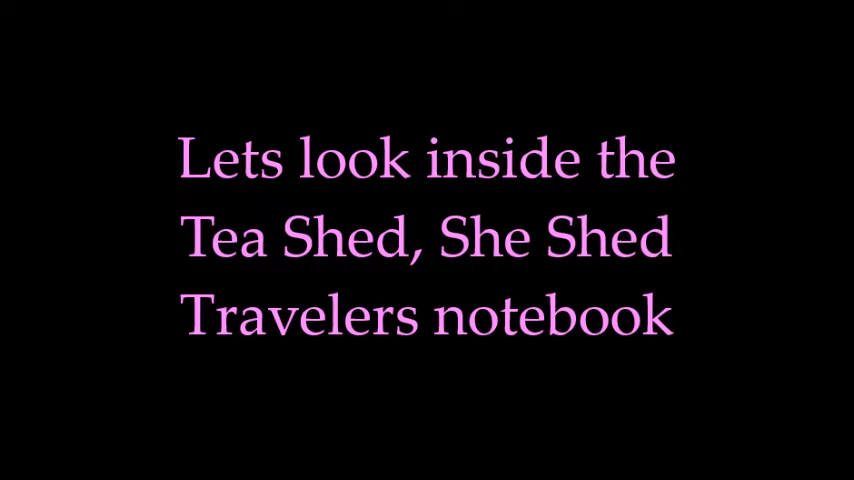 Lets look inside the
Tea Shed, She Shed
Travelers notebook